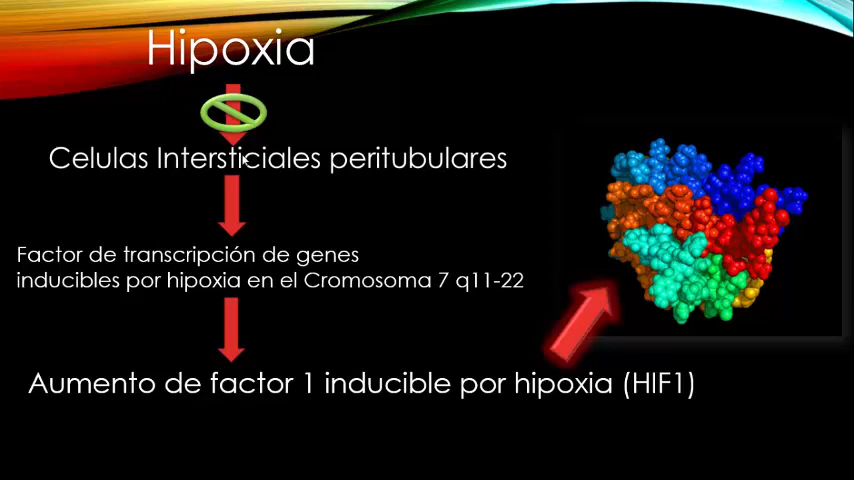 Hipoxia
Celulas Intersticiales peritubulares
Factor de transcripción de genes
inducibles por hipoxia en el Cromosoma 7 q11-22
Aumento de factor 1 inducible por hipoxia (HIF1)